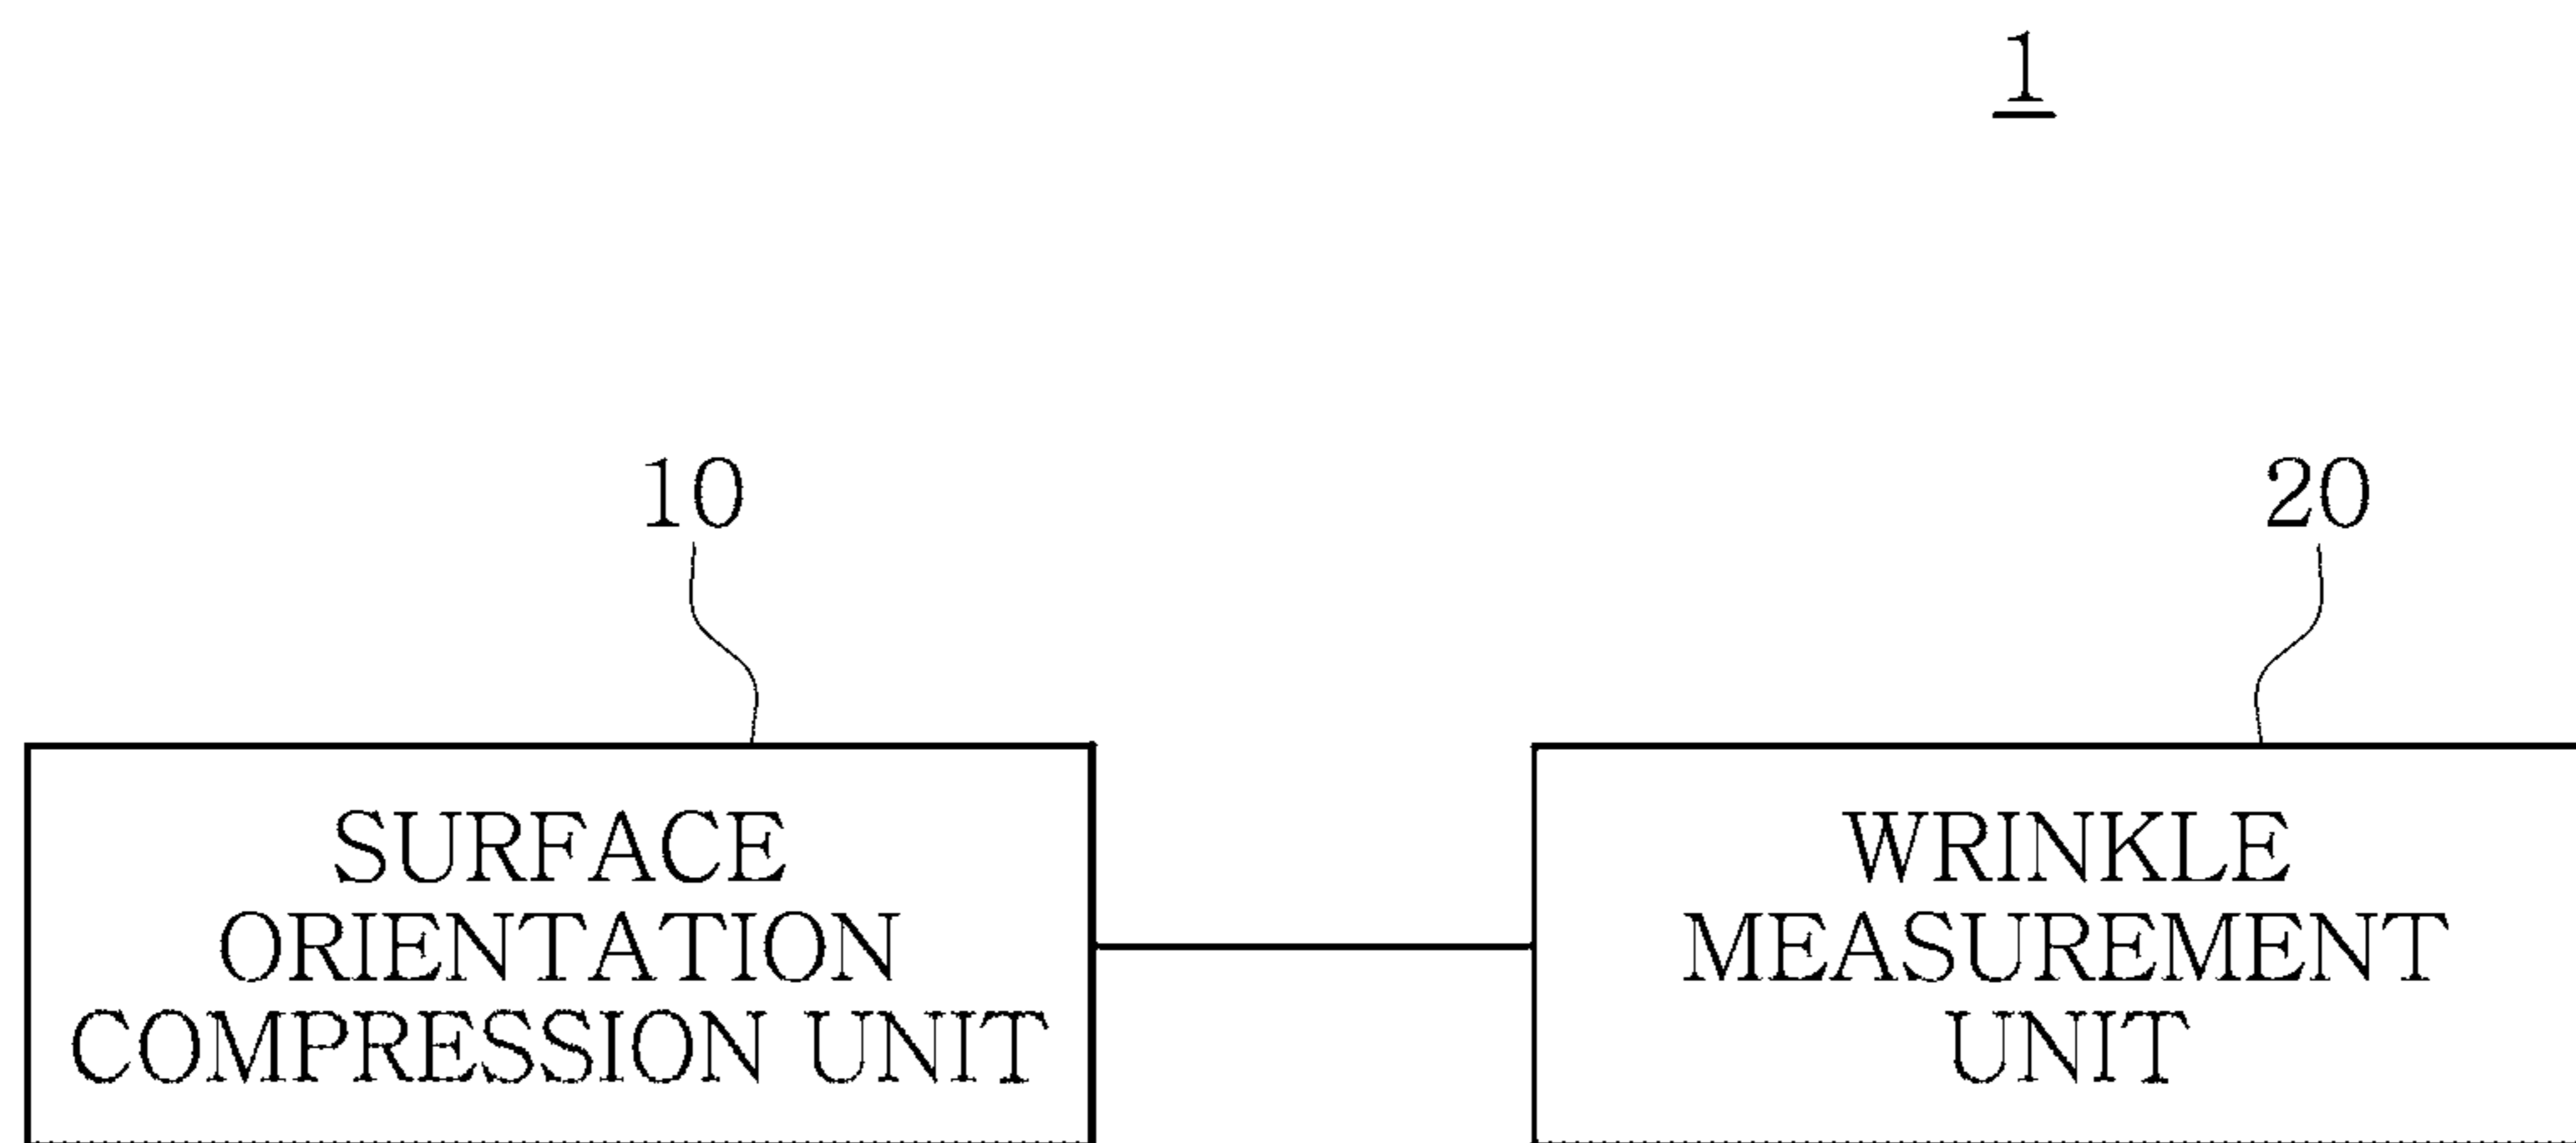 1
10
20
SURFACE
ORIENTATION
COMPRESSION UNIT
WRINKLE
MEASUREMENT
UNIT